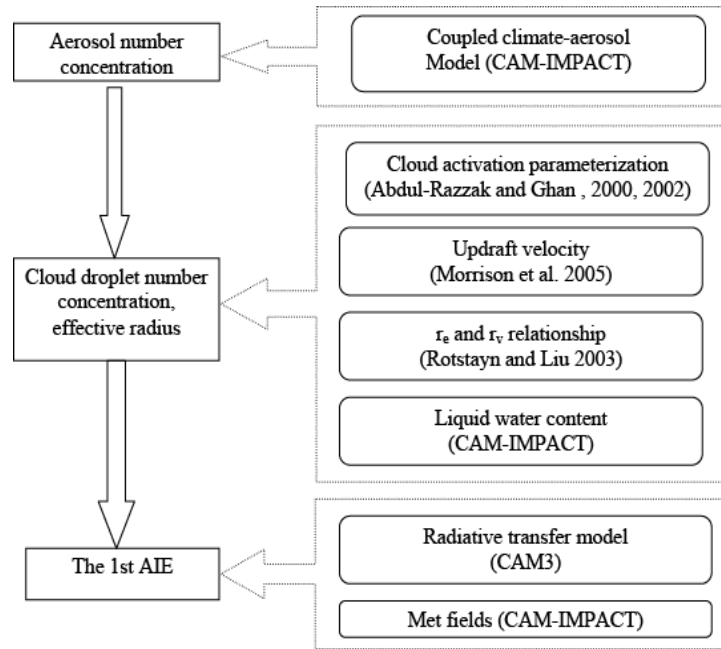 Aerosol number
concentration
Coupled climate-aerosol
Model (CAM-IMPACT)
Cloud activation parameterization
(Abdul-Razzak and Ghan , 2000, 2002)
Updraft velocity
(Morrison et al. 2005)
Cloud droplet number
concentration,
effective radius
re and rv relationship
(Rotstayn and Liu 2003)
Liquid water content
(CAM-IMPACT)
The 1st AIE
Radiative transfer model
(CAM3)
Met fields (CAM-IMPACT)